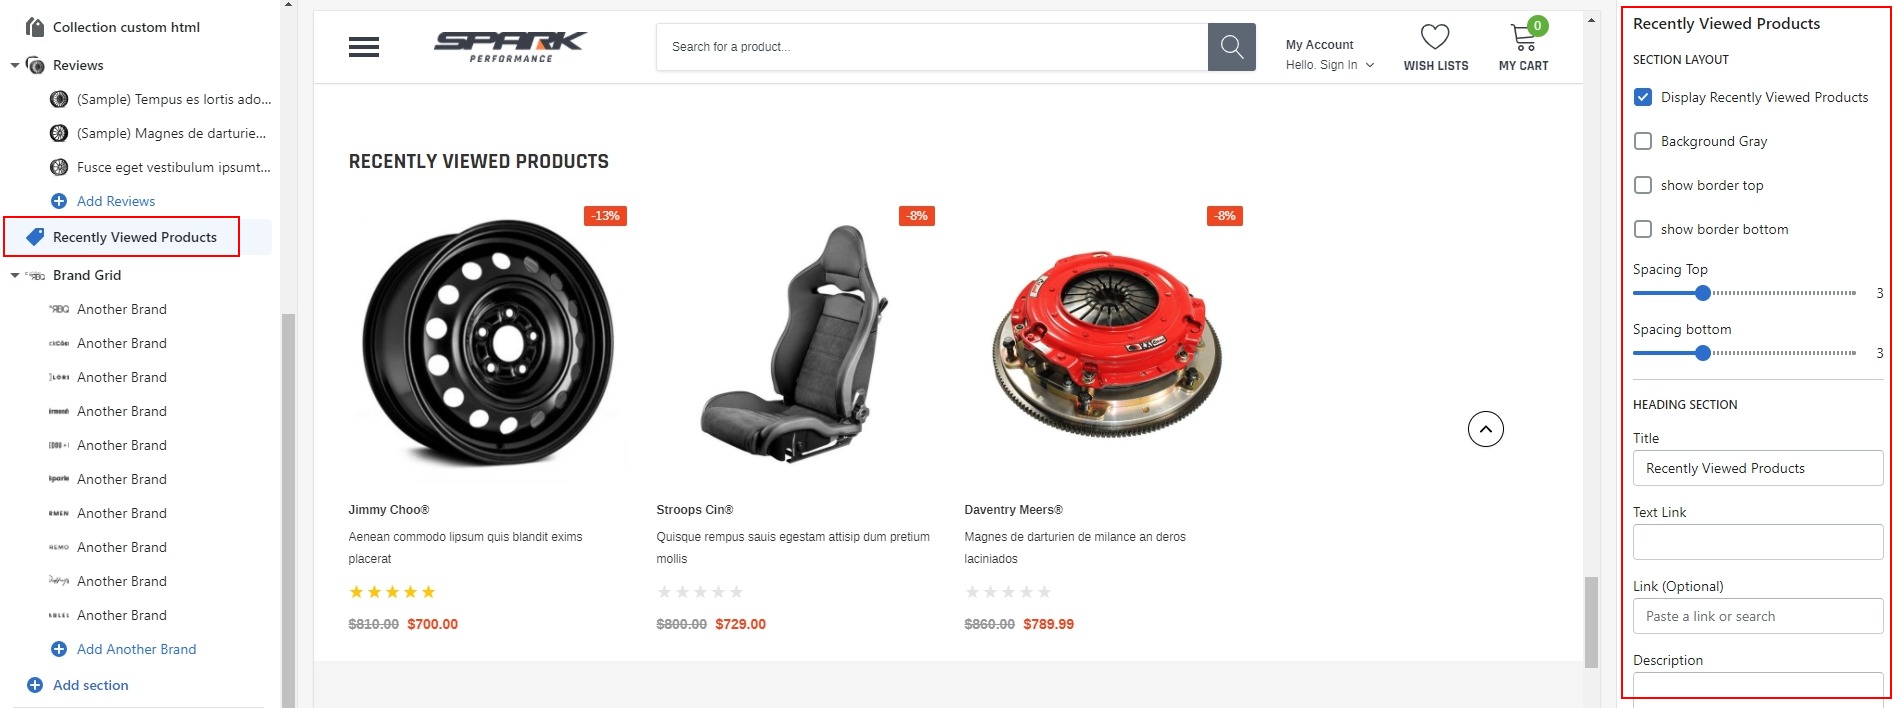 Collection custom html
Reviews
(Sample) Tempus es lortis ado...
(Sample) Magnes de darturie...
Fusce eget vestibulum ipsumt...
Add Reviews
Recently Viewed Products
Brand Grid
Another Brand
Another Brand
Another Brand
Another Brand
Another Brand
Another Brand
Another Brand
Another Brand
Another Brand
Another Brand
Add Another Brand
Add section
SPARK
PERFORMANCE
Search for a product...
My Account
Hello. Sign In
WISH LISTS
0
MY CART
RECENTLY VIEWED PRODUCTS
-13%
-8%
-8%
Jimmy Choo®
Aenean commodo lipsum quis blandit exims
placerat
$810.00 $700.00
Stroops Cin®
Quisque rempus sauis egestam attisip dum pretium
mollis
$800.00 $729.00
Daventry Meers®
Magnes de darturien de milance an deros
laciniados
$860.00 $789.99
Recently Viewed Products
SECTION LAYOUT
Display Recently Viewed Products
Background Gray
show border top
show border bottom
Spacing Top
3
Spacing bottom
3
HEADING SECTION
Title
Recently Viewed Products
Text Link
Link (Optional)
Paste a link or search
Description